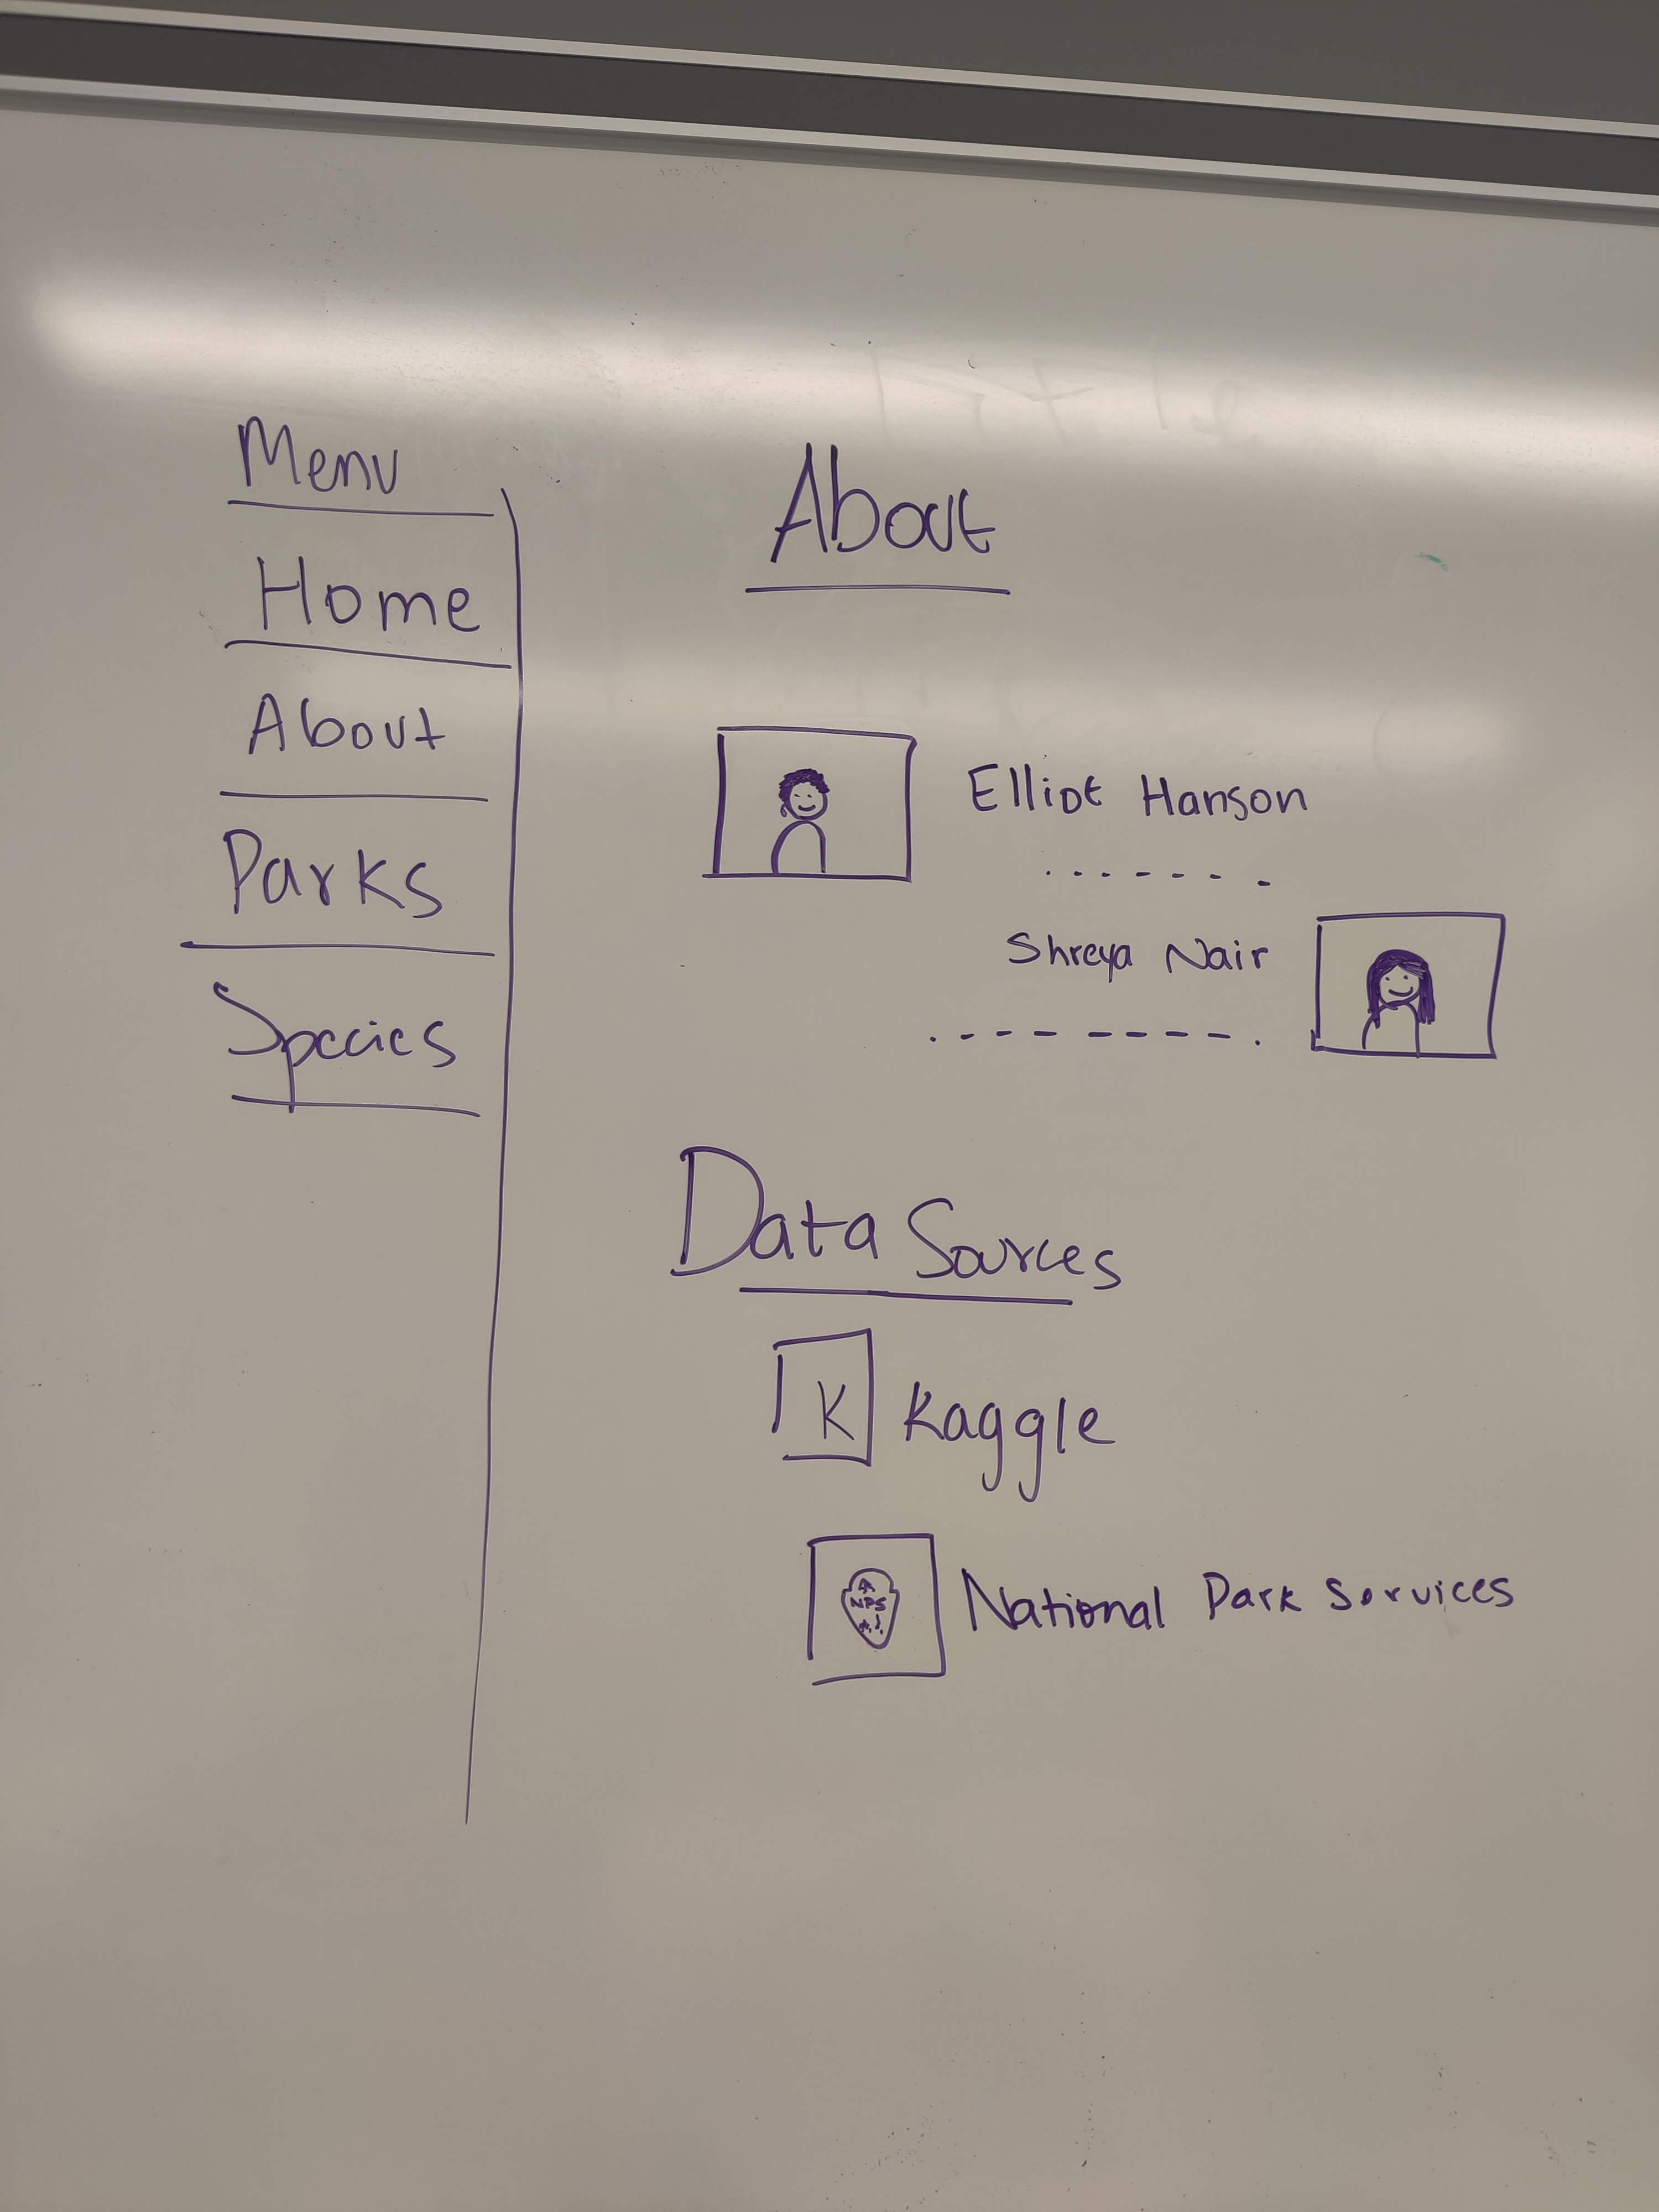 Menu
Home
About
Parks
Species
About
Elliot Hanson
Shreya Nair
Data Sources
K Kaggle
NPS
National Park Services